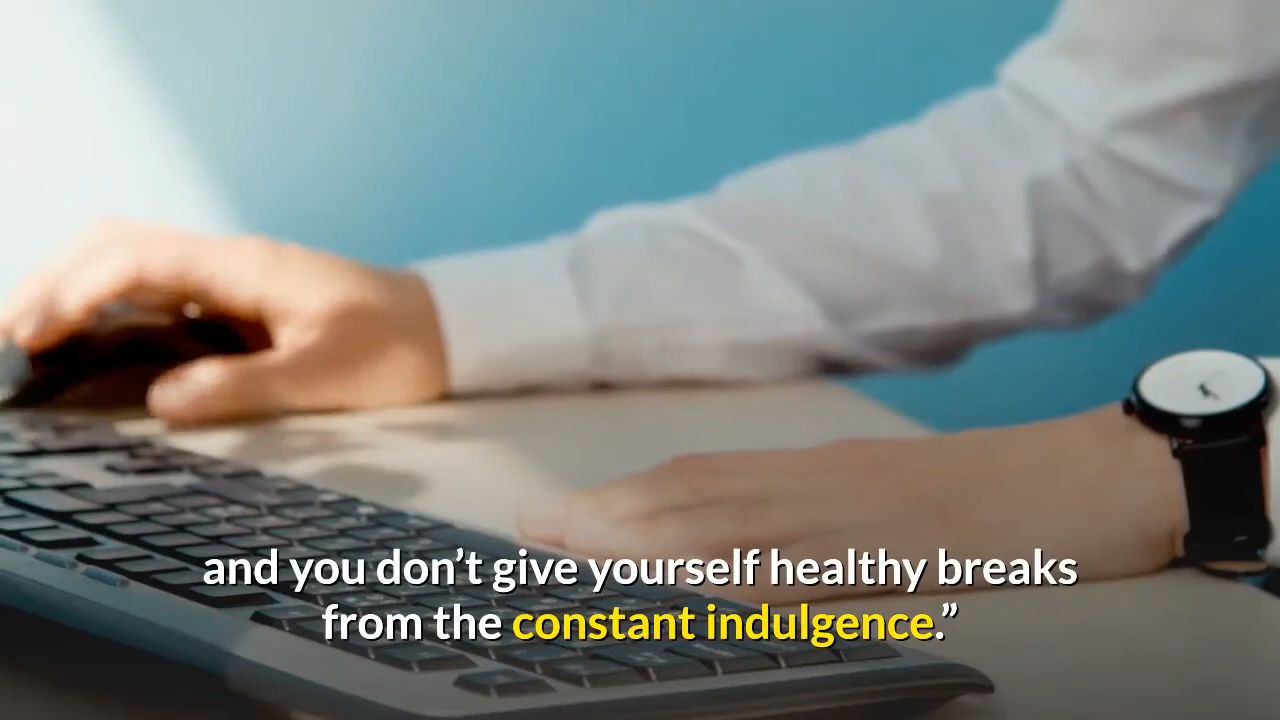 and you don’t give yourself healthy breaks
from the constant indulgence.”